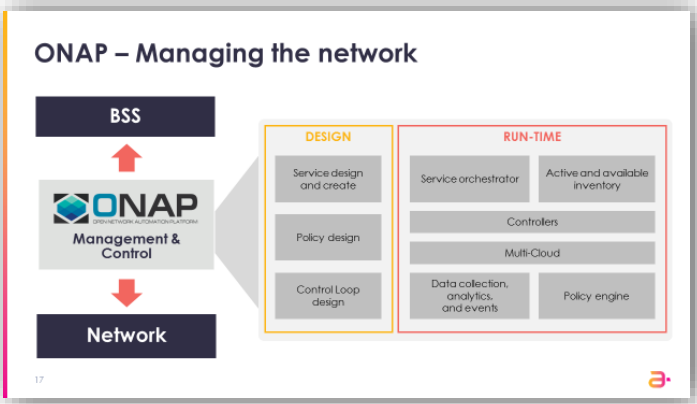 ONAP – Managing the network
BSS
ONAP
OPEN NETWORK AUTOMATION PLATFORM
Management &
Control
Network
DESIGN
Service design
and create
Policy design
Control Loop
design
RUN-TIME
Service orchestrator
Active and available
inventory
Controllers
Multi-Cloud
Data collection,
analytics,
and events
Policy engine
17
a